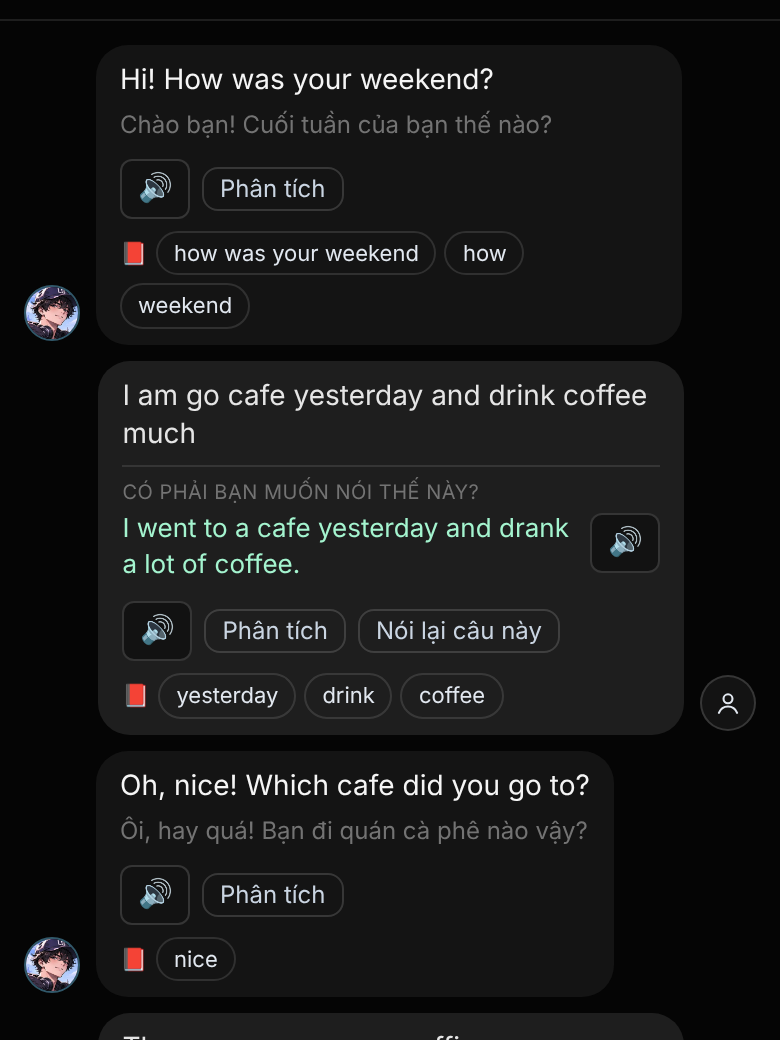 Hi! How was your weekend?
Chào bạn! Cuối tuần của bạn thế nào?
Phân tích
how was your weekend how
weekend
I am go cafe yesterday and drink coffee
much
CÓ PHẢI BẠN MUỐN NÓI THẾ NÀY?
I went to a cafe yesterday and drank
a lot of coffee.
Phân tích Nói lại câu này
yesterday drink coffee
Oh, nice! Which cafe did you go to?
Ôi, hay quá! Bạn đi quán cà phê nào vậy?
Phân tích
nice